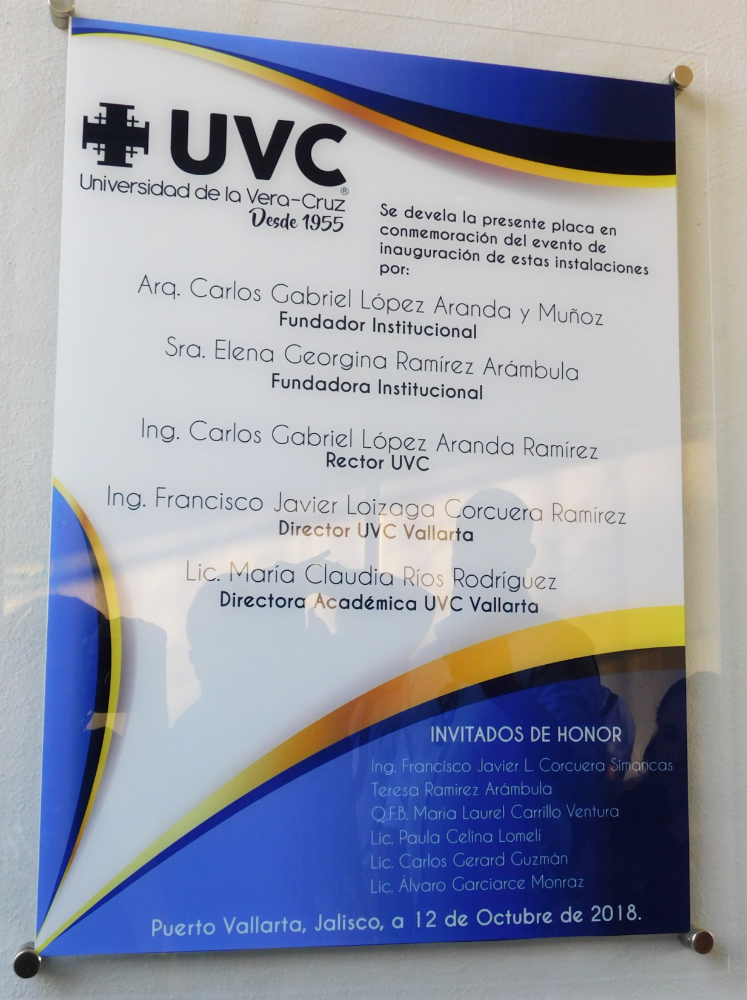 UVC®
Universidad de la Vera-Cruz
Desde 1955
Se devela la presente placa en
conmemoración del evento de
inauguración de estas instalaciones
por:
Arq. Carlos Gabriel López Aranda y Muñoz
Fundador Institucional
Sra. Elena Georgina Ramírez Arámbula
Fundadora Institucional
Ing. Carlos Gabriel López Aranda Ramírez
Rector UVC
Ing. Francisco Javier Loizaga Corcuera Ramírez
Director UVC Vallarta
Lic. María Claudia Ríos Rodríguez
Directora Académica UVC Vallarta
INVITADOS DE HONOR
Ing. Francisco Javier L. Corcuera Simancas
Teresa Ramírez Arámbula
Q.F.B. María Laurel Carrillo Ventura
Lic. Paula Celina Lomelí
Lic. Carlos Gerard Guzmán
Lic. Álvaro Garciarce Monraz
Puerto Vallarta, Jalisco, a 12 de Octubre de 2018.